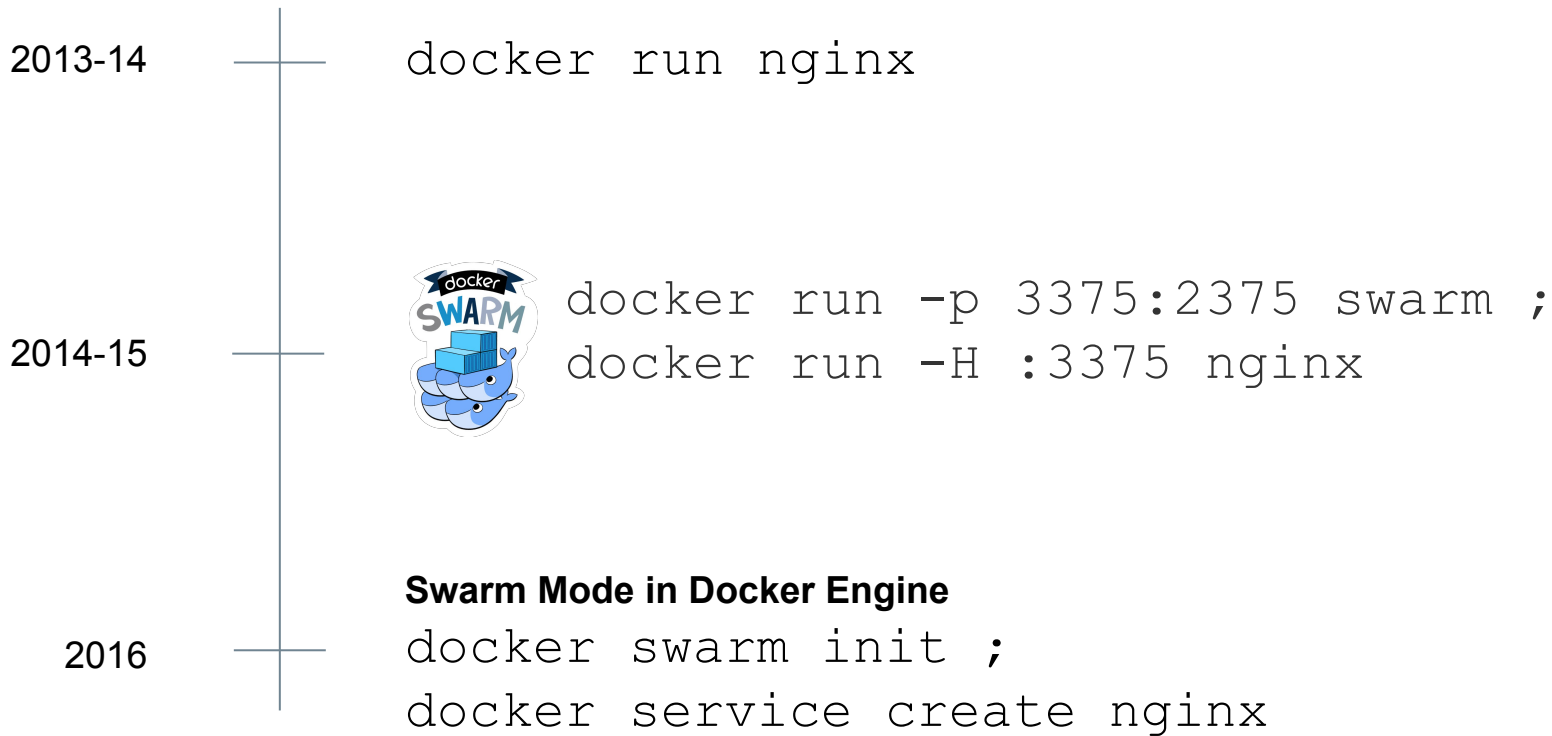 2013-14
docker run nginx
docker
SWARM
docker run -p 3375:2375 swarm ;
2014-15
docker run -H :3375 nginx
Swarm Mode in Docker Engine
docker swarm init ;
2016
docker service create nginx